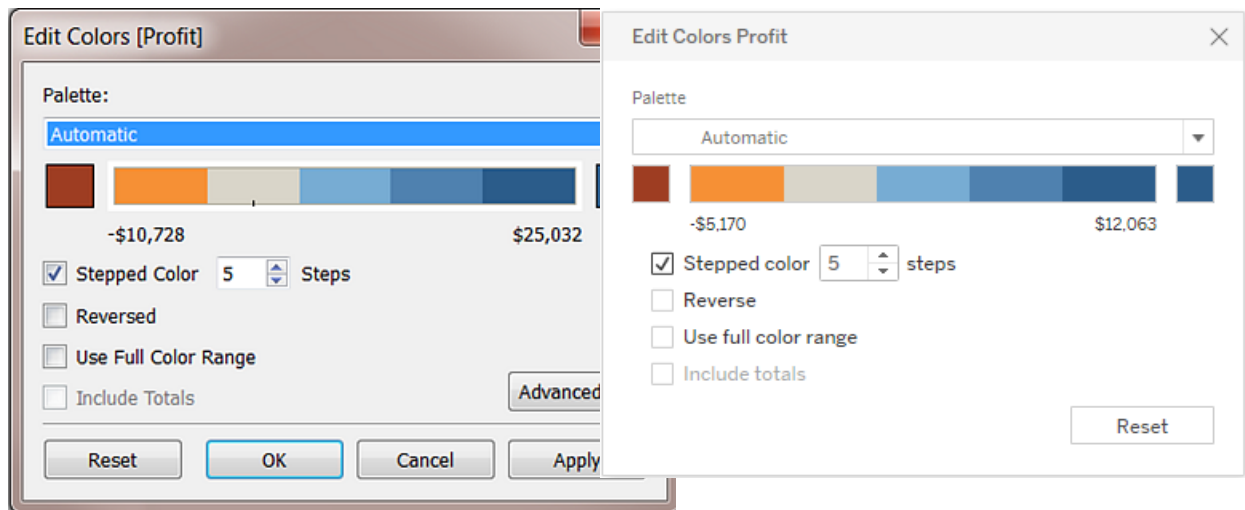 Edit Colors [Profit]
Palette:
Automatic
-$10,728
$25,032
Stepped Color 5 Steps
Reversed
Use Full Color Range
Include Totals
Advanced
Reset OK Cancel Apply
Edit Colors Profit
Palette
Automatic
-$5,170
$12,063
Stepped color 5 steps
Reverse
Use full color range
Include totals
Reset